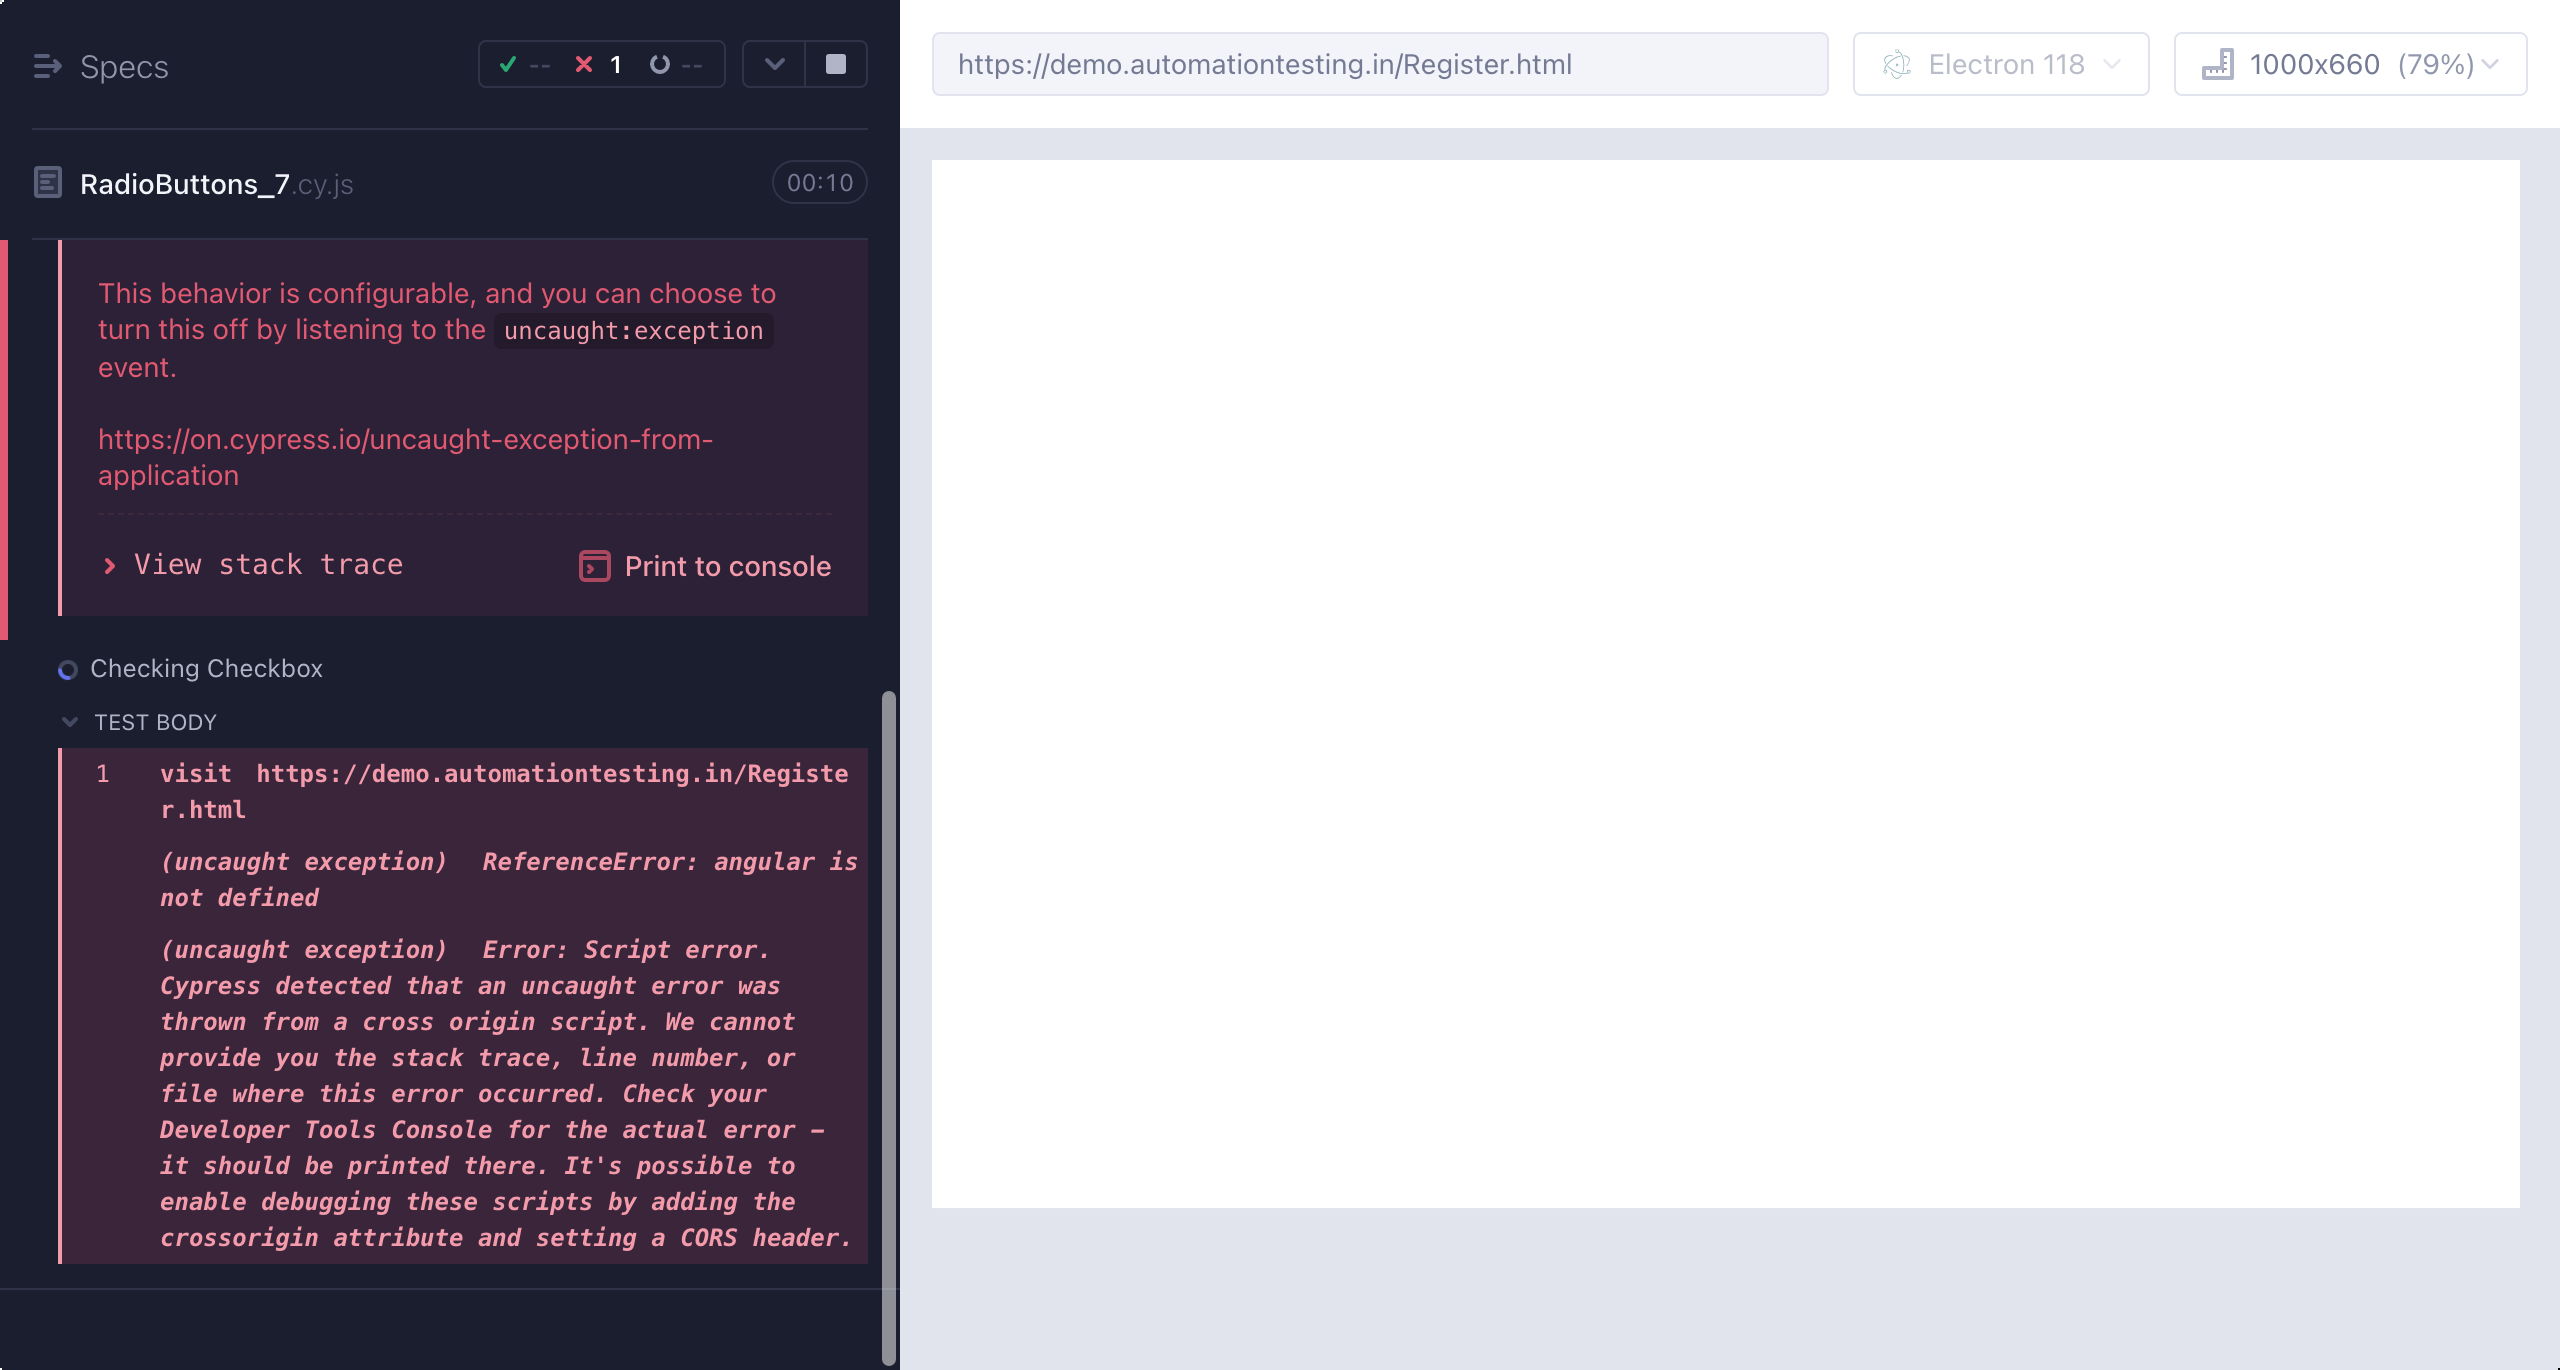 Specs
-- 1 --
https://demo.automationtesting.in/Register.html
Electron 118
1000x660 (79%)
RadioButtons_7.cy.js
00:10
This behavior is configurable, and you can choose to
turn this off by listening to the uncaught:exception
event.
https://on.cypress.io/uncaught-exception-from-
application
View stack trace
Print to console
Checking Checkbox
TEST BODY
1 visit https://demo.automationtesting.in/Registe
r.html
(uncaught exception) ReferenceError: angular is
not defined
(uncaught exception) Error: Script error.
Cypress detected that an uncaught error was
thrown from a cross origin script. We cannot
provide you the stack trace, line number, or
file where this error occurred. Check your
Developer Tools Console for the actual error –
it should be printed there. It's possible to
enable debugging these scripts by adding the
crossorigin attribute and setting a CORS header.